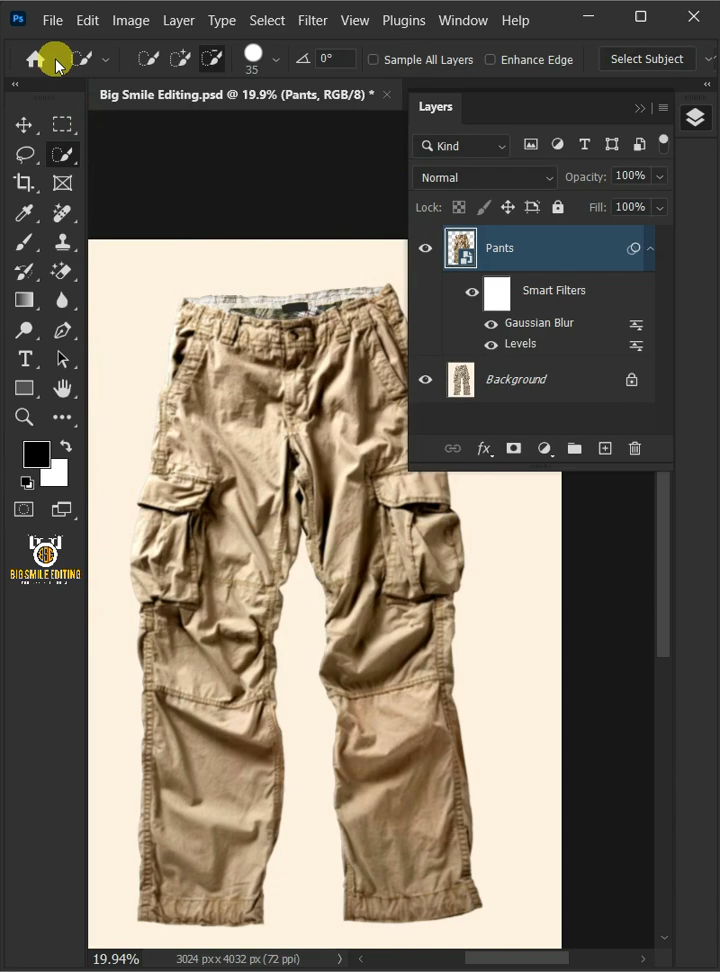 Ps File Edit Image Layer Type Select Filter View Plugins Window Help
35 0° Sample All Layers Enhance Edge Select Subject
Big Smile Editing.psd @ 19.9% (Pants, RGB/8) *
Layers
Kind
Normal Opacity: 100%
Lock: Fill: 100%
Pants
Smart Filters
Gaussian Blur
Levels
Background
fx
BIG SMILE EDITING
19.94% 3024 px x 4032 px (72 ppi)